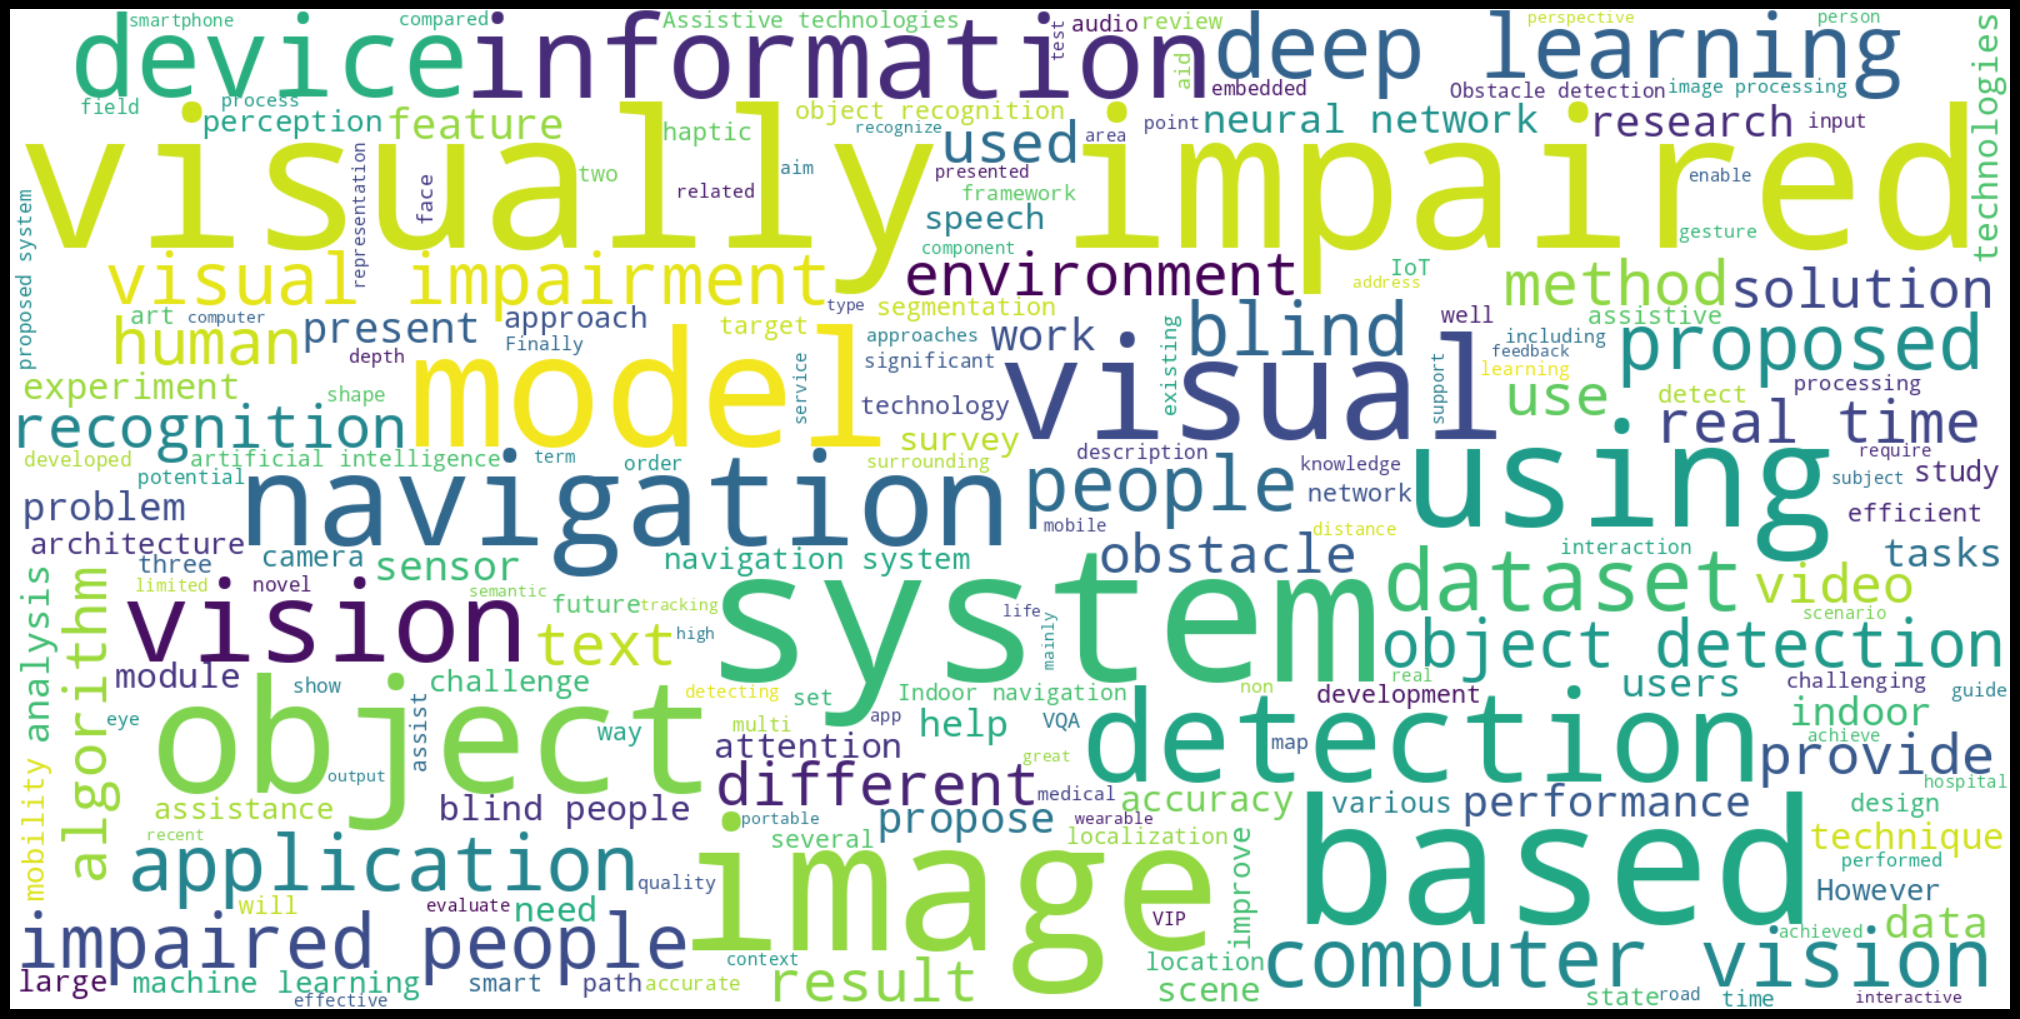 smartphone compared Assistive technologies audio review perspective person
device information deep learning
test aid embedded Obstacle detection image processing technologies
field process perception feature object recognition haptic recognize used area point neural network research input
visually impaired
representation face two related aim presented framework enable
speech component gesture
proposed system
visual impairment environment IoT address method solution
type segmentation
art computer human present approach target approaches work blind well including assistive proposed
depth Finally service significant existing support feedback learning
experiment shape model technology visual use detect processing
recognition survey real time
developed artificial intelligence term order surrounding description knowledge require
potential navigation people network using subject study
problem mobile distance efficient
architecture three camera sensor navigation system obstacle interaction tasks
limited novel semantic future tracking system life dataset video
analysis algorithm vision text high mainly scenario
object detection
module show challenge detecting set Indoor navigation non real development users challenging guide
eye object assist way multi app help VQA detection map indoor
output attention great achieve provide
mobility assistance blind people different medical accuracy various performance hospital
recent portable propose wearable localization design
application several improve based technique
quality image performed
will evaluate need VIP However
impaired people context achieved data
large machine learning smart path accurate result location computer vision
effective scene state road time interactive